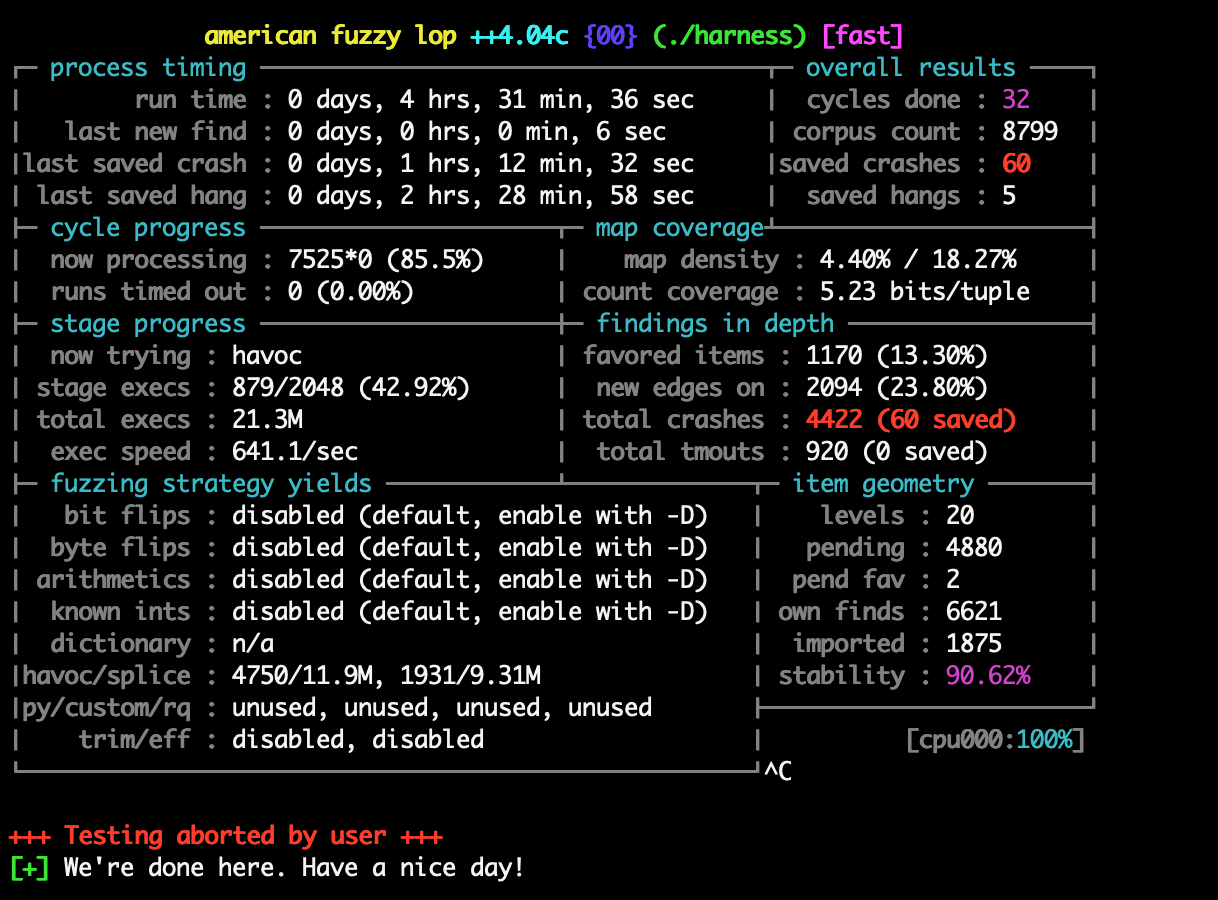 american fuzzy lop ++4.04c {00} (./harness) [fast]
process timing overall results
run time : 0 days, 4 hrs, 31 min, 36 sec cycles done : 32
last new find : 0 days, 0 hrs, 0 min, 6 sec corpus count : 8799
last saved crash : 0 days, 1 hrs, 12 min, 32 sec saved crashes : 60
last saved hang : 0 days, 2 hrs, 28 min, 58 sec saved hangs : 5
cycle progress map coverage
now processing : 7525*0 (85.5%) map density : 4.40% / 18.27%
runs timed out : 0 (0.00%) count coverage : 5.23 bits/tuple
stage progress findings in depth
now trying : havoc favored items : 1170 (13.30%)
stage execs : 879/2048 (42.92%) new edges on : 2094 (23.80%)
total execs : 21.3M total crashes : 4422 (60 saved)
exec speed : 641.1/sec total tmouts : 920 (0 saved)
fuzzing strategy yields item geometry
bit flips : disabled (default, enable with -D) levels : 20
byte flips : disabled (default, enable with -D) pending : 4880
arithmetics : disabled (default, enable with -D) pend fav : 2
known ints : disabled (default, enable with -D) own finds : 6621
dictionary : n/a imported : 1875
havoc/splice : 4750/11.9M, 1931/9.31M stability : 90.62%
py/custom/rq : unused, unused, unused, unused
trim/eff : disabled, disabled [cpu000:100%]
^C
+++ Testing aborted by user +++
[+] We're done here. Have a nice day!